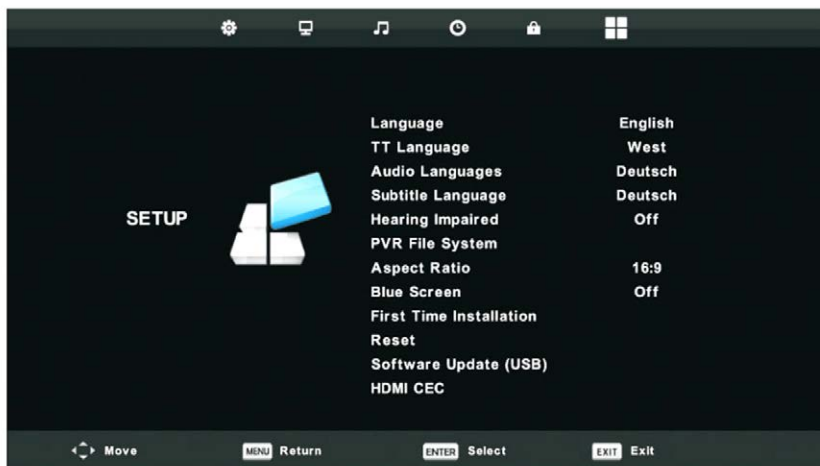 SETUP
Language English
TT Language West
Audio Languages Deutsch
Subtitle Language Deutsch
Hearing Impaired Off
PVR File System
Aspect Ratio 16:9
Blue Screen Off
First Time Installation
Reset
Software Update (USB)
HDMI CEC
Move MENU Return ENTER Select EXIT Exit